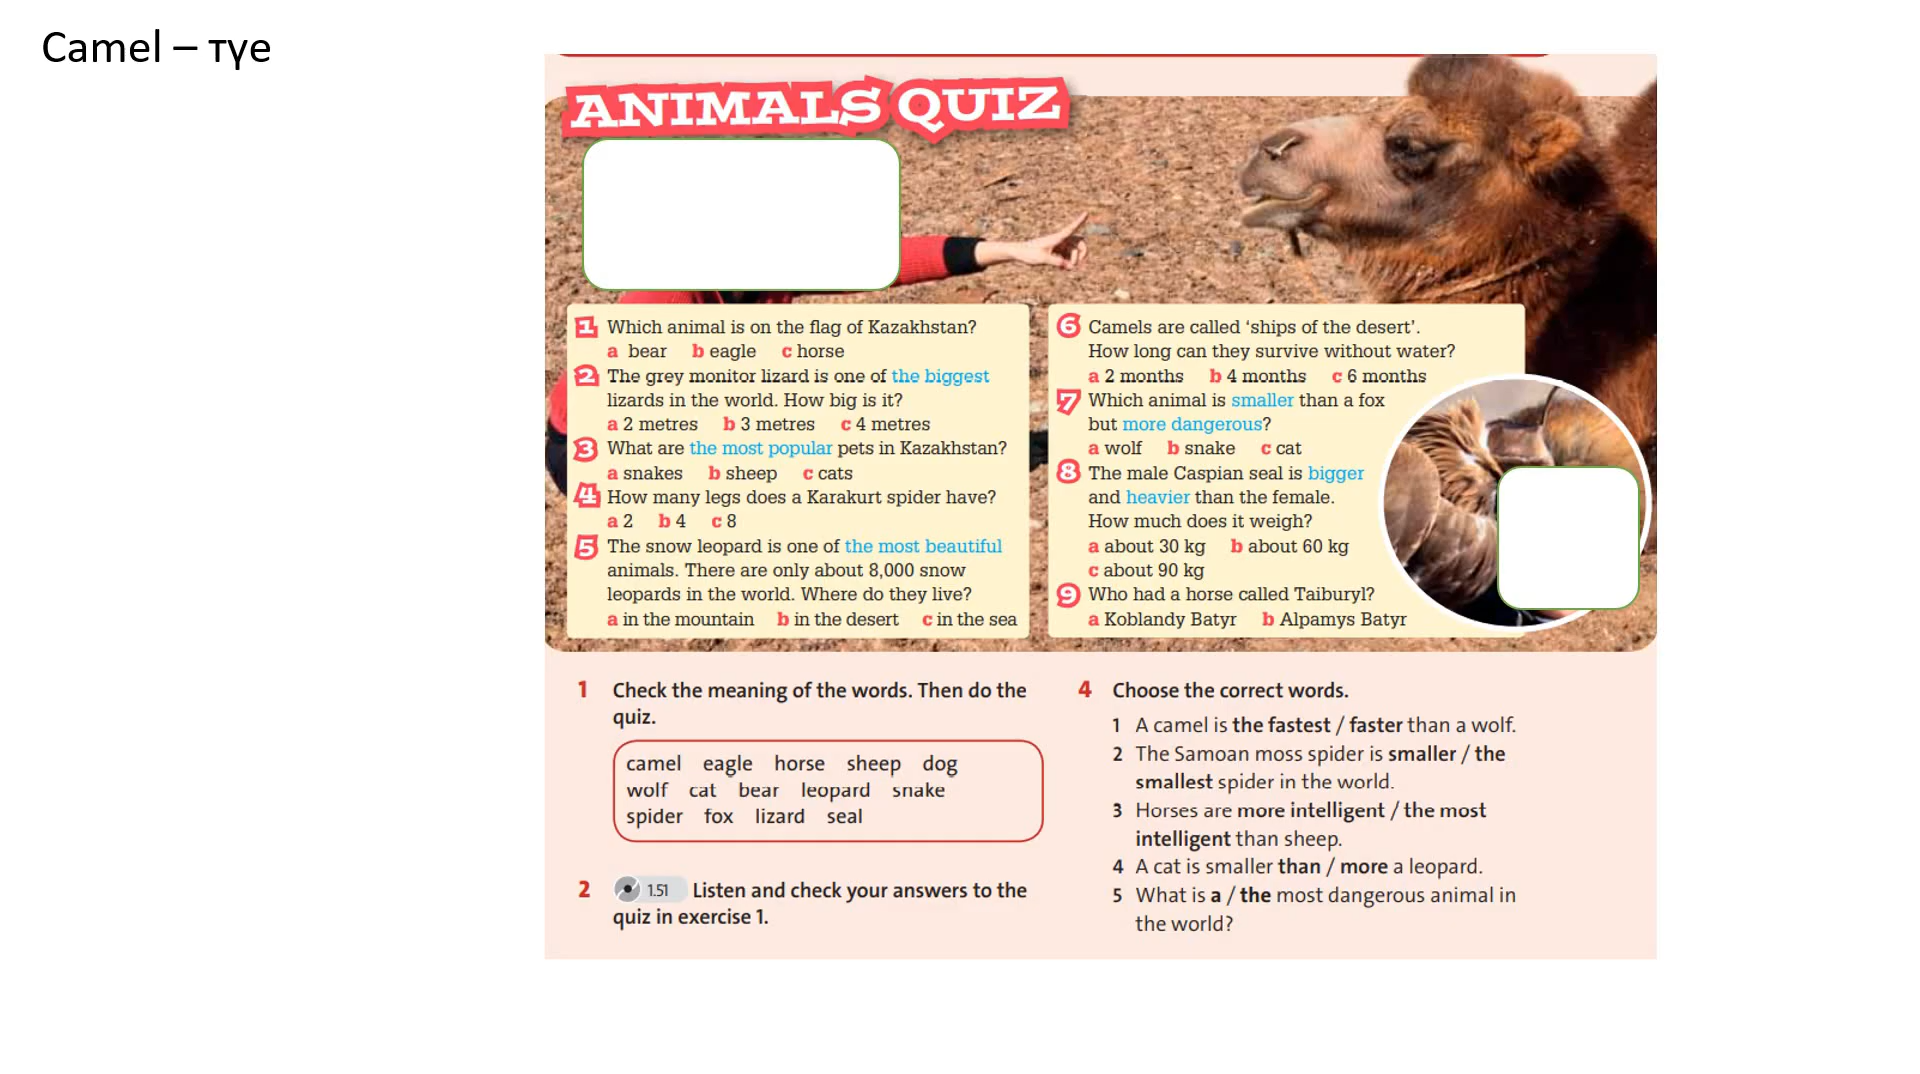 Camel – түе
ANIMALS QUIZ
1 Which animal is on the flag of Kazakhstan?
a bear b eagle c horse
2 The grey monitor lizard is one of the biggest
lizards in the world. How big is it?
a 2 metres b 3 metres c 4 metres
3 What are the most popular pets in Kazakhstan?
a snakes b sheep c cats
4 How many legs does a Karakurt spider have?
a 2 b 4 c 8
5 The snow leopard is one of the most beautiful
animals. There are only about 8,000 snow
leopards in the world. Where do they live?
a in the mountain b in the desert c in the sea
6 Camels are called ‘ships of the desert’.
How long can they survive without water?
a 2 months b 4 months c 6 months
7 Which animal is smaller than a fox
but more dangerous?
a wolf b snake c cat
8 The male Caspian seal is bigger
and heavier than the female.
How much does it weigh?
a about 30 kg b about 60 kg
c about 90 kg
9 Who had a horse called Taiburyl?
a Koblandy Batyr b Alpamys Batyr
1 Check the meaning of the words. Then do the
quiz.
camel eagle horse sheep dog
wolf cat bear leopard snake
spider fox lizard seal
2 1.51 Listen and check your answers to the
quiz in exercise 1.
4 Choose the correct words.
1 A camel is the fastest / faster than a wolf.
2 The Samoan moss spider is smaller / the
smallest spider in the world.
3 Horses are more intelligent / the most
intelligent than sheep.
4 A cat is smaller than / more a leopard.
5 What is a / the most dangerous animal in
the world?